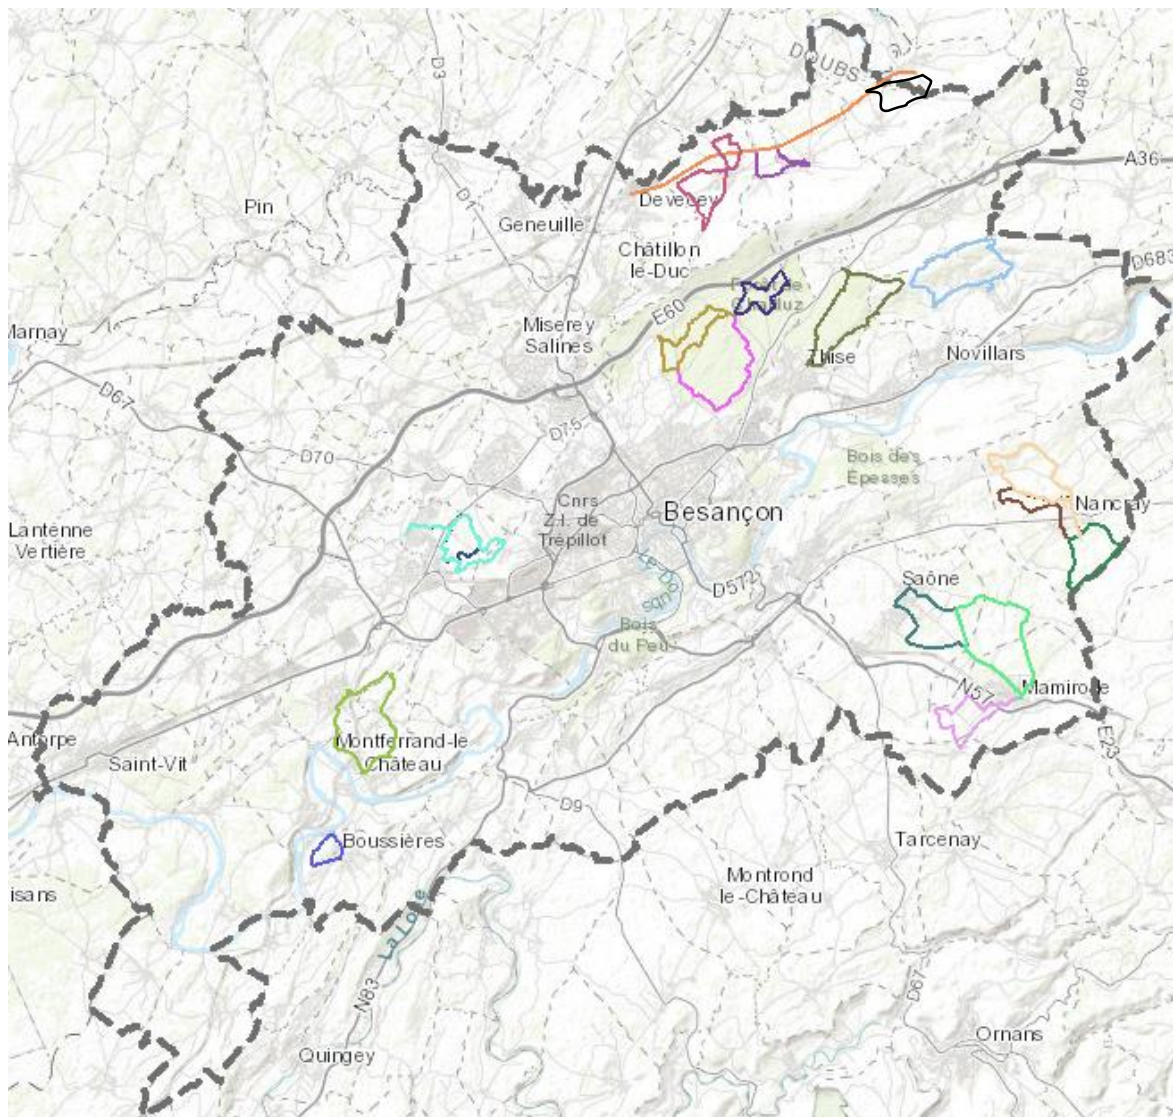 DOUBS
D3
D486
A36
D1
Pin
Devecey
Geneuille
Châtillon
le-Duc
D683
E60
Marnay
Miserey
Salines
Thise
Novillars
D67
D75
D70
Bois des
Epesses
Cnrs
Z.I. de
Trépillot
Besançon
Nancray
Lantenne
Vertière
Le Doubs
D572
Saône
Bois
du Peu
N57
Mamirolle
Antorpe
Saint-Vit
Montferrand-le
Château
E23
D9
Boussières
Tarcenay
Montrond
le-Château
isans
La Loue
N83
D67
Ornans
Quingey